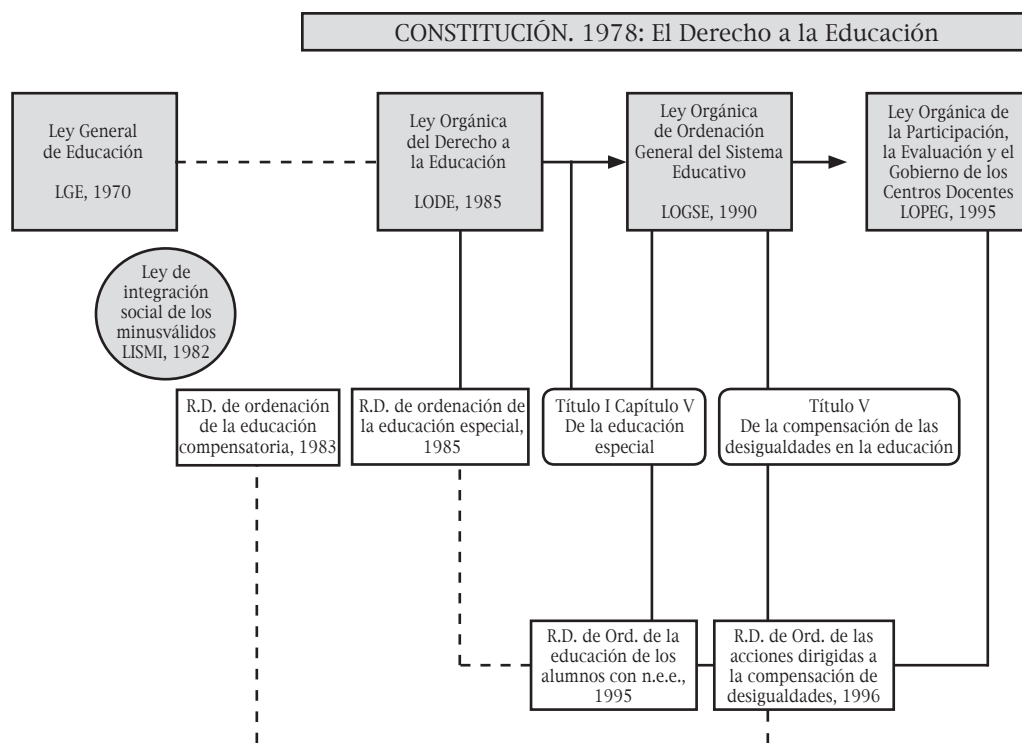 CONSTITUCIÓN. 1978: El Derecho a la Educación
Ley General
de Educación
LGE, 1970
Ley Orgánica
del Derecho a
la Educación
LODE, 1985
Ley Orgánica
de Ordenación
General del Sistema
Educativo
LOGSE, 1990
Ley Orgánica de
la Participación,
la Evaluación y el
Gobierno de los
Centros Docentes
LOPEG, 1995
Ley de
integración
social de los
minusválidos
LISMI, 1982
R.D. de ordenación
de la educación
compensatoria, 1983
R.D. de ordenación de
la educación especial,
1985
Título I Capítulo V
De la educación
especial
Título V
De la compensación de las
desigualdades en la educación
R.D. de Ord. de la
educación de los
alumnos con n.e.e.,
1995
R.D. de Ord. de las
acciones dirigidas a
la compensación de
desigualdades, 1996